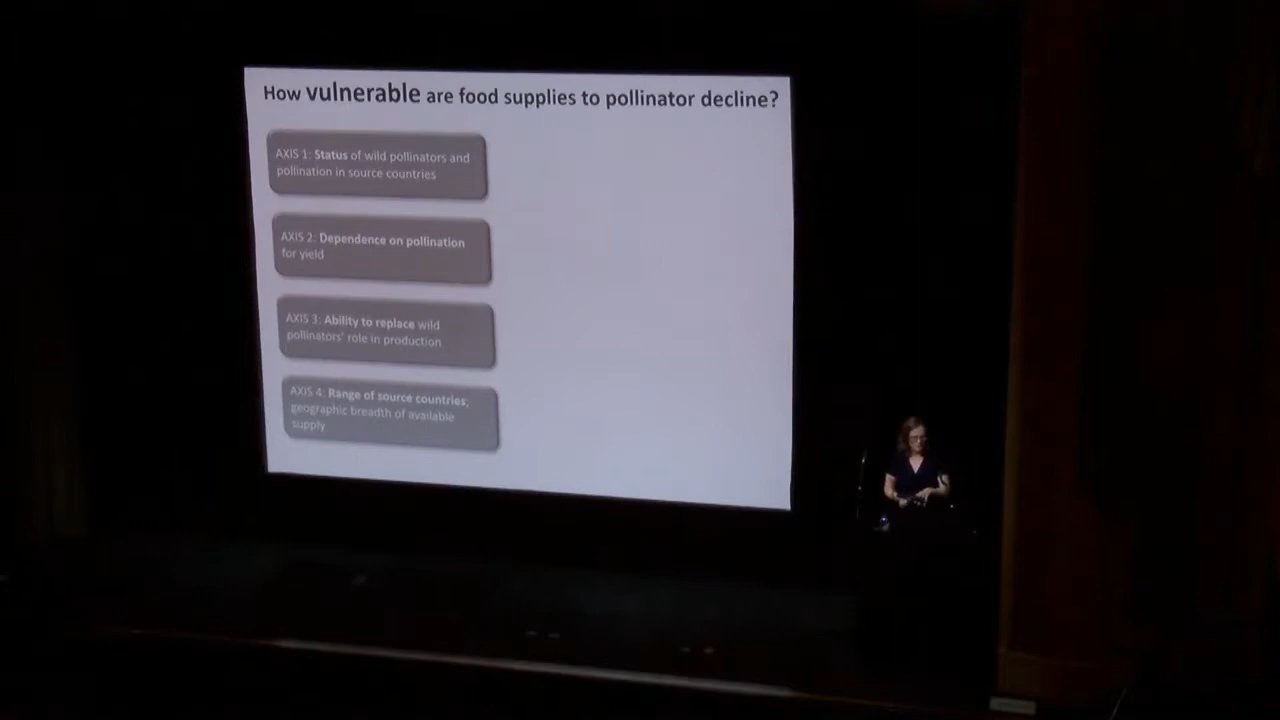 How vulnerable are food supplies to pollinator decline?
AXIS 1: Status of wild pollinators and
pollination in source countries
AXIS 2: Dependence on pollination
for yield
AXIS 3: Ability to replace wild
pollinators' role in production
AXIS 4: Range of source countries;
geographic breadth of available
supply